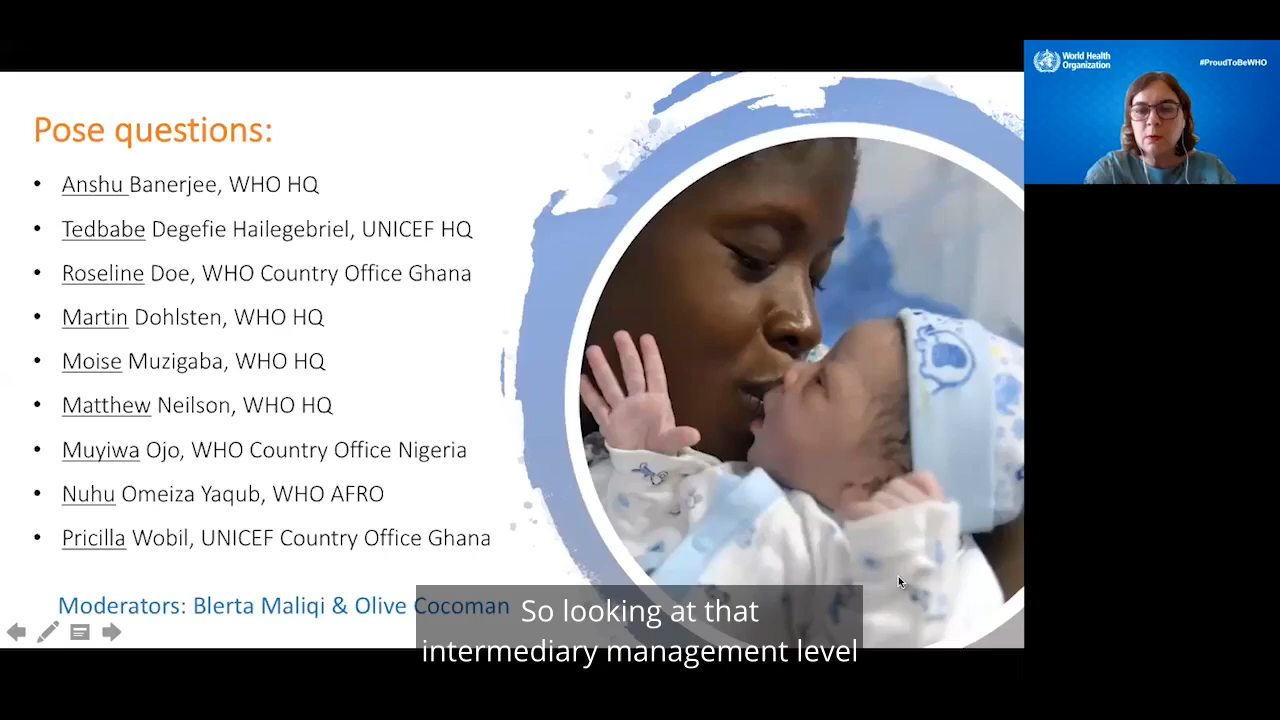 World Health
Organization
#ProudToBeWHO
Pose questions:
• Anshu Banerjee, WHO HQ
• Tedbabe Degefie Hailegebriel, UNICEF HQ
• Roseline Doe, WHO Country Office Ghana
• Martin Dohlsten, WHO HQ
• Moise Muzigaba, WHO HQ
• Matthew Neilson, WHO HQ
• Muyiwa Ojo, WHO Country Office Nigeria
• Nuhu Omeiza Yaqub, WHO AFRO
• Pricilla Wobil, UNICEF Country Office Ghana
Moderators: Blerta Maliqi & Olive Cocoman
So looking at that
intermediary management level